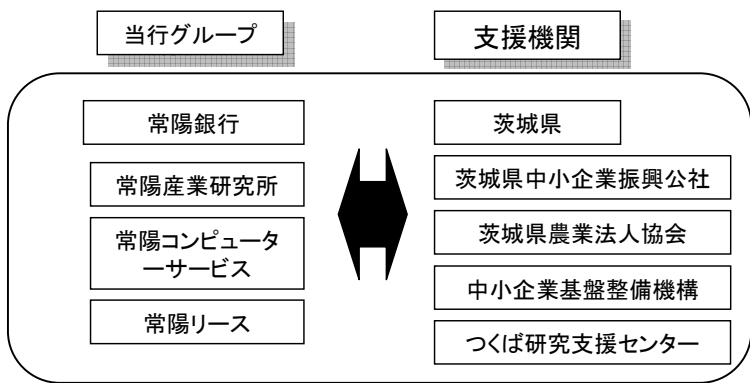 当行グループ
支援機関
常陽銀行
常陽産業研究所
常陽コンピュータ
ーサービス
常陽リース
茨城県
茨城県中小企業振興公社
茨城県農業法人協会
中小企業基盤整備機構
つくば研究支援センター